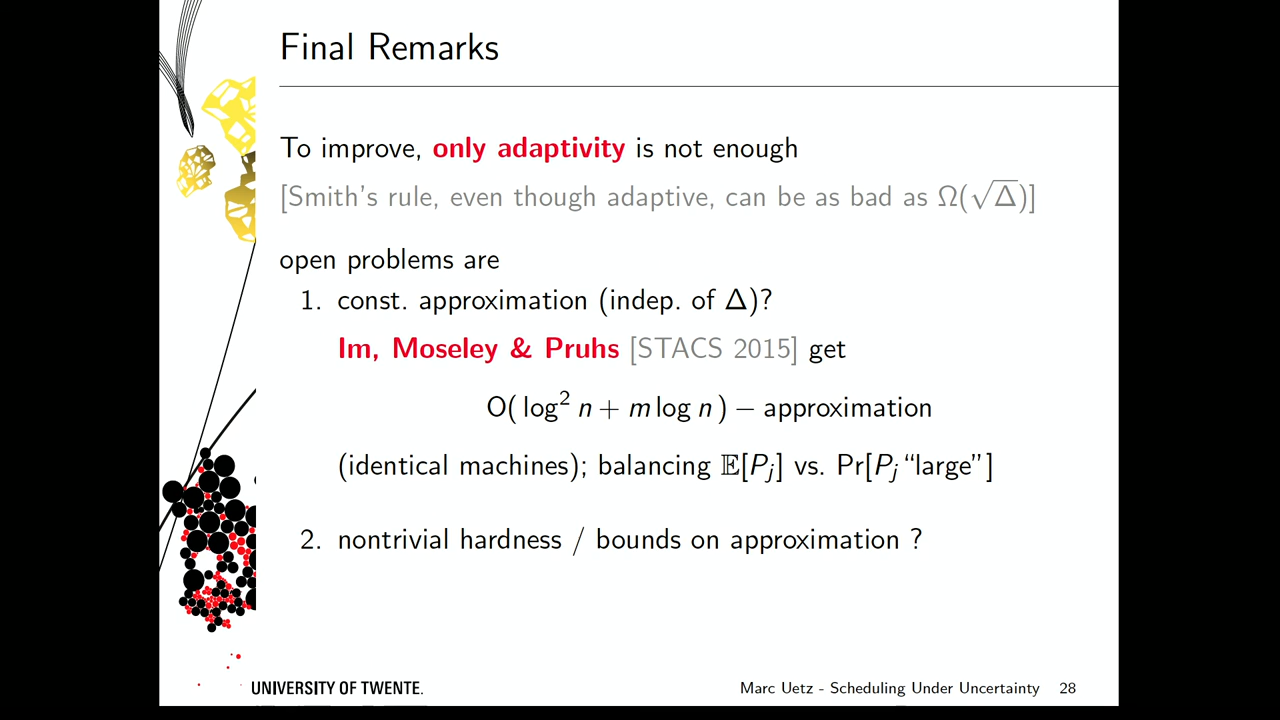 Final Remarks
To improve, only adaptivity is not enough
[Smith's rule, even though adaptive, can be as bad as Ω(√Δ)]
open problems are
1. const. approximation (indep. of Δ)?
Im, Moseley & Pruhs [STACS 2015] get
O( log² n + m log n ) – approximation
(identical machines); balancing 𝔼[Pⱼ] vs. Pr[Pⱼ “large”]
2. nontrivial hardness / bounds on approximation ?
UNIVERSITY OF TWENTE.
Marc Uetz - Scheduling Under Uncertainty 28